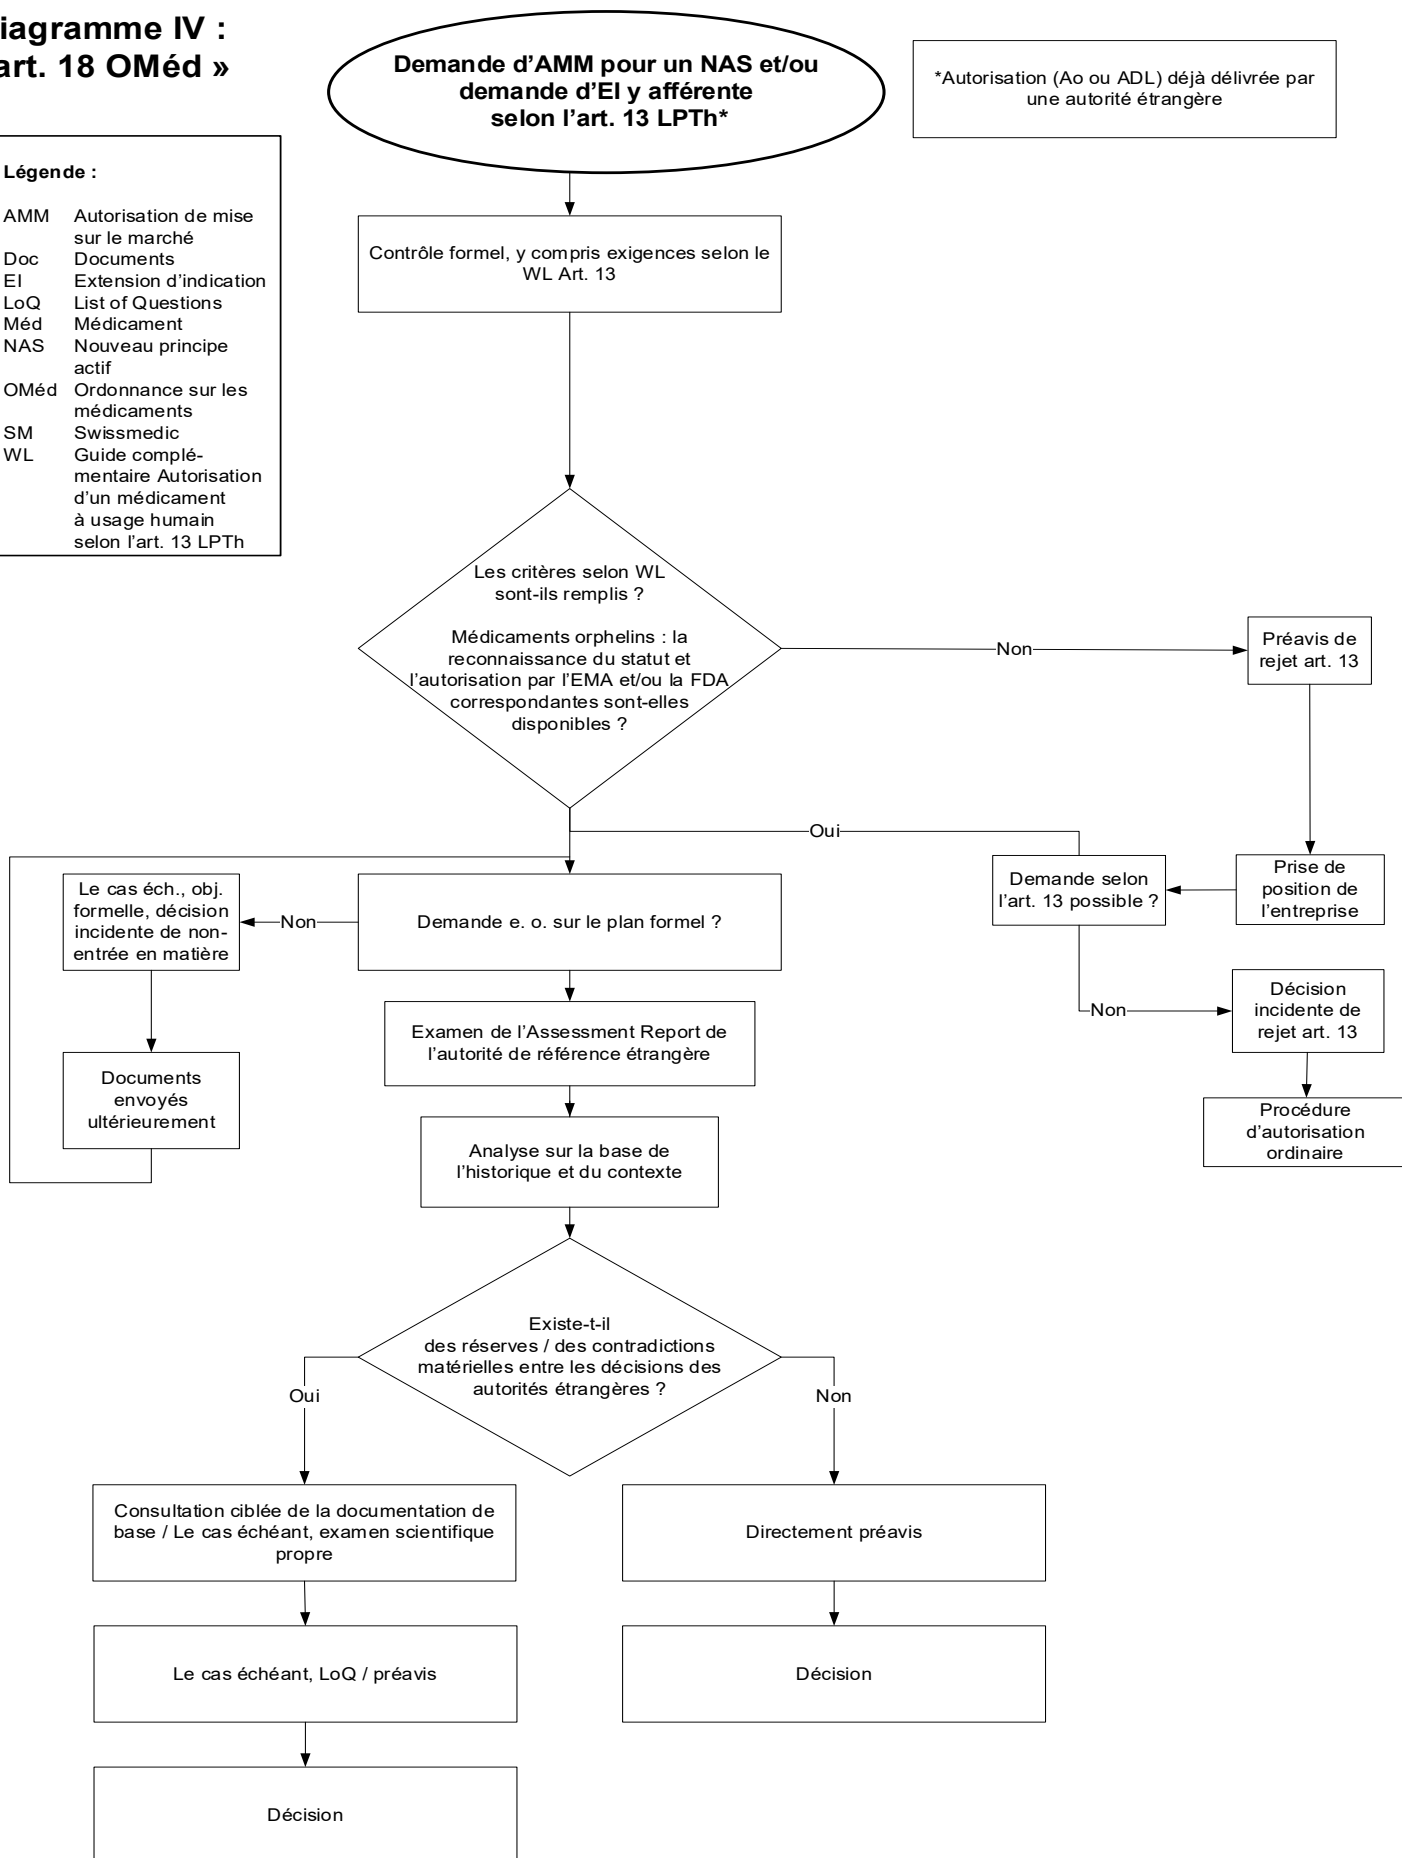 iagramme IV :
art. 18 OMéd »
Demande d'AMM pour un NAS et/ou
demande d'EI y afférente
selon l'art. 13 LPTh*
*Autorisation (Ao ou ADL) déjà délivrée par
une autorité étrangère
Légende :
AMM Autorisation de mise
sur le marché
Doc Documents
EI Extension d'indication
LoQ List of Questions
Méd Médicament
NAS Nouveau principe
actif
OMéd Ordonnance sur les
médicaments
SM Swissmedic
WL Guide complé-
mentaire Autorisation
d'un médicament
à usage humain
selon l'art. 13 LPTh
Contrôle formel, y compris exigences selon le
WL Art. 13
Les critères selon WL
sont-ils remplis ?
Médicaments orphelins : la
reconnaissance du statut et
l'autorisation par l'EMA et/ou la FDA
correspondantes sont-elles
disponibles ?
Non
Préavis de
rejet art. 13
Oui
Prise de
position de
l'entreprise
Demande selon
l'art. 13 possible ?
Non
Décision
incidente de
rejet art. 13
Procédure
d'autorisation
ordinaire
Demande e. o. sur le plan formel ?
Non
Le cas éch., obj.
formelle, décision
incidente de non-
entrée en matière
Documents
envoyés
ultérieurement
Examen de l'Assessment Report de
l'autorité de référence étrangère
Analyse sur la base de
l'historique et du contexte
Existe-t-il
des réserves / des contradictions
matérielles entre les décisions des
autorités étrangères ?
Oui
Non
Consultation ciblée de la documentation de
base / Le cas échéant, examen scientifique
propre
Directement préavis
Le cas échéant, LoQ / préavis
Décision
Décision